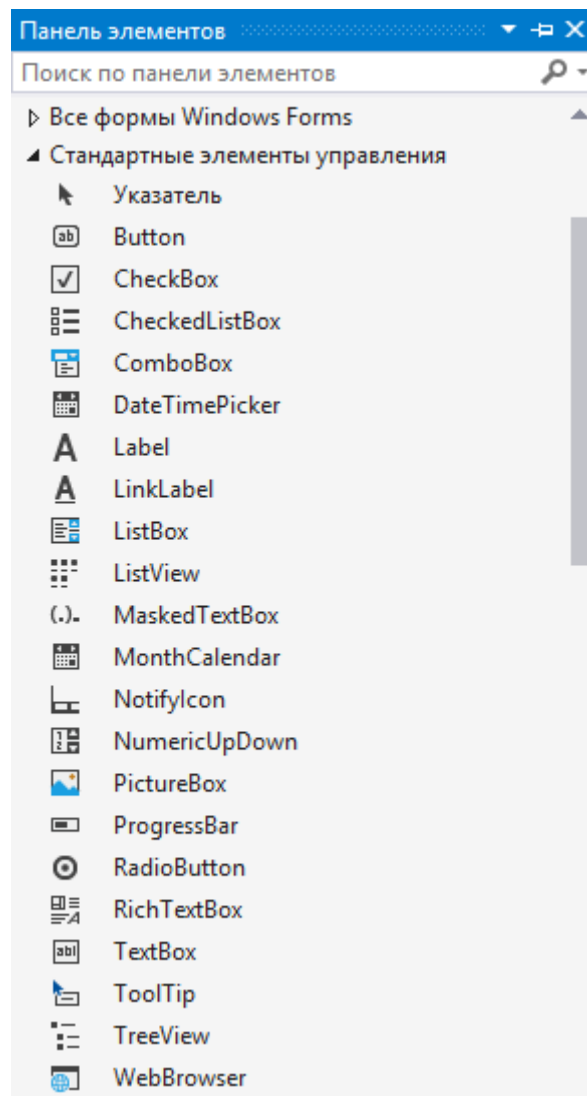 Панель элементов
Поиск по панели элементов
Все формы Windows Forms
Стандартные элементы управления
Указатель
Button
CheckBox
CheckedListBox
ComboBox
DateTimePicker
Label
LinkLabel
ListBox
ListView
MaskedTextBox
MonthCalendar
NotifyIcon
NumericUpDown
PictureBox
ProgressBar
RadioButton
RichTextBox
TextBox
ToolTip
TreeView
WebBrowser